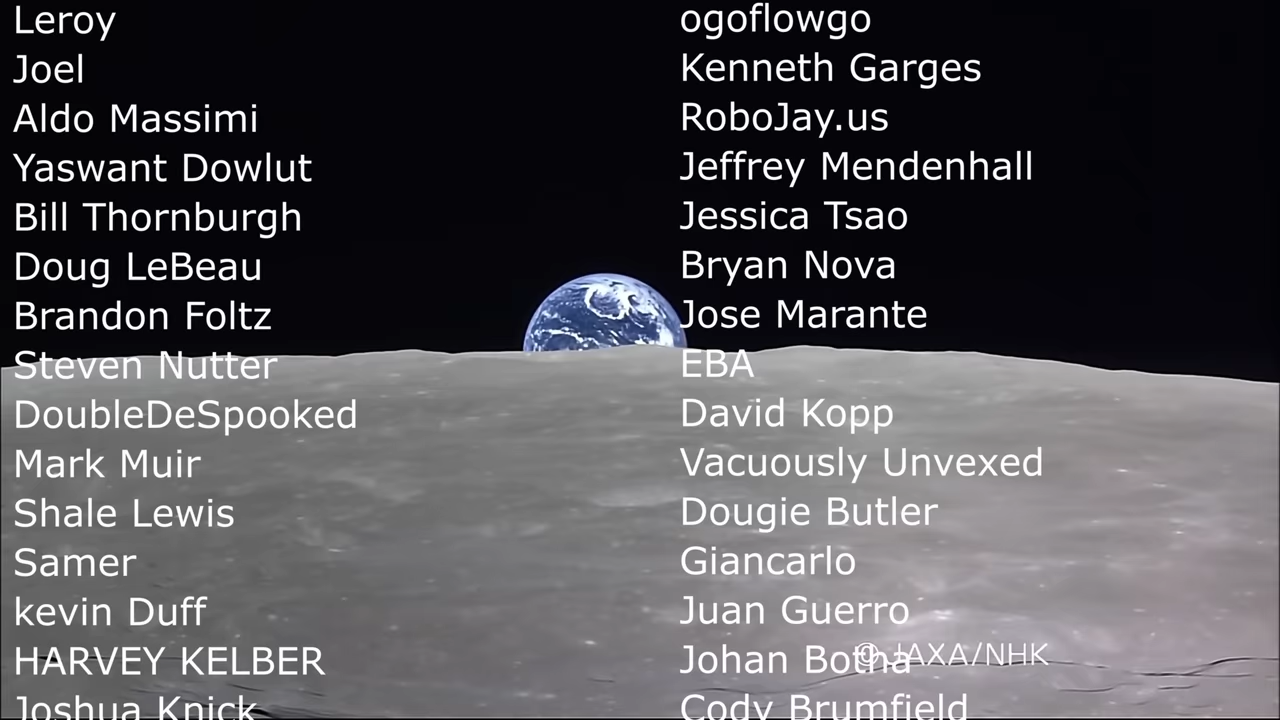 Leroy
Joel
Aldo Massimi
Yaswant Dowlut
Bill Thornburgh
Doug LeBeau
Brandon Foltz
Steven Nutter
DoubleDeSpooked
Mark Muir
Shale Lewis
Samer
kevin Duff
HARVEY KELBER
Joshua Knick
ogoflowgo
Kenneth Garges
RoboJay.us
Jeffrey Mendenhall
Jessica Tsao
Bryan Nova
Jose Marante
EBA
David Kopp
Vacuously Unvexed
Dougie Butler
Giancarlo
Juan Guerro
Johan Botha
© JAXA/NHK
Cody Brumfield